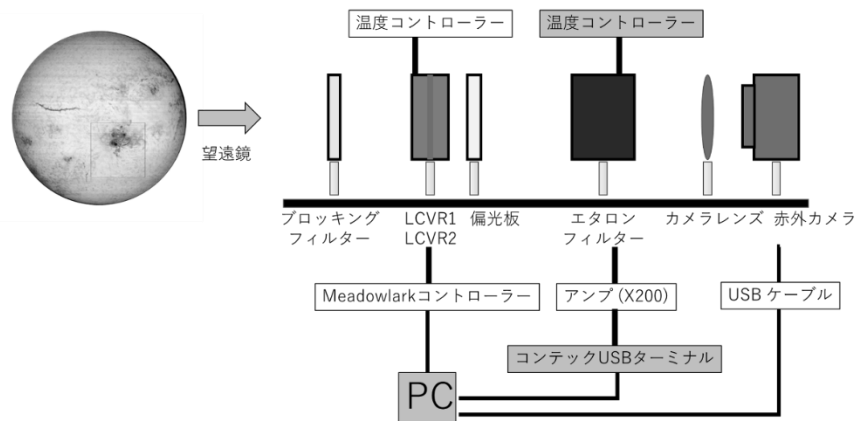 温度コントローラー
温度コントローラー
望遠鏡
ブロッキング
フィルター
LCVR1
LCVR2
偏光板
エタロン
フィルター
カメラレンズ
赤外カメラ
Meadowlarkコントローラー
アンプ (X200)
USB ケーブル
コンテックUSBターミナル
PC